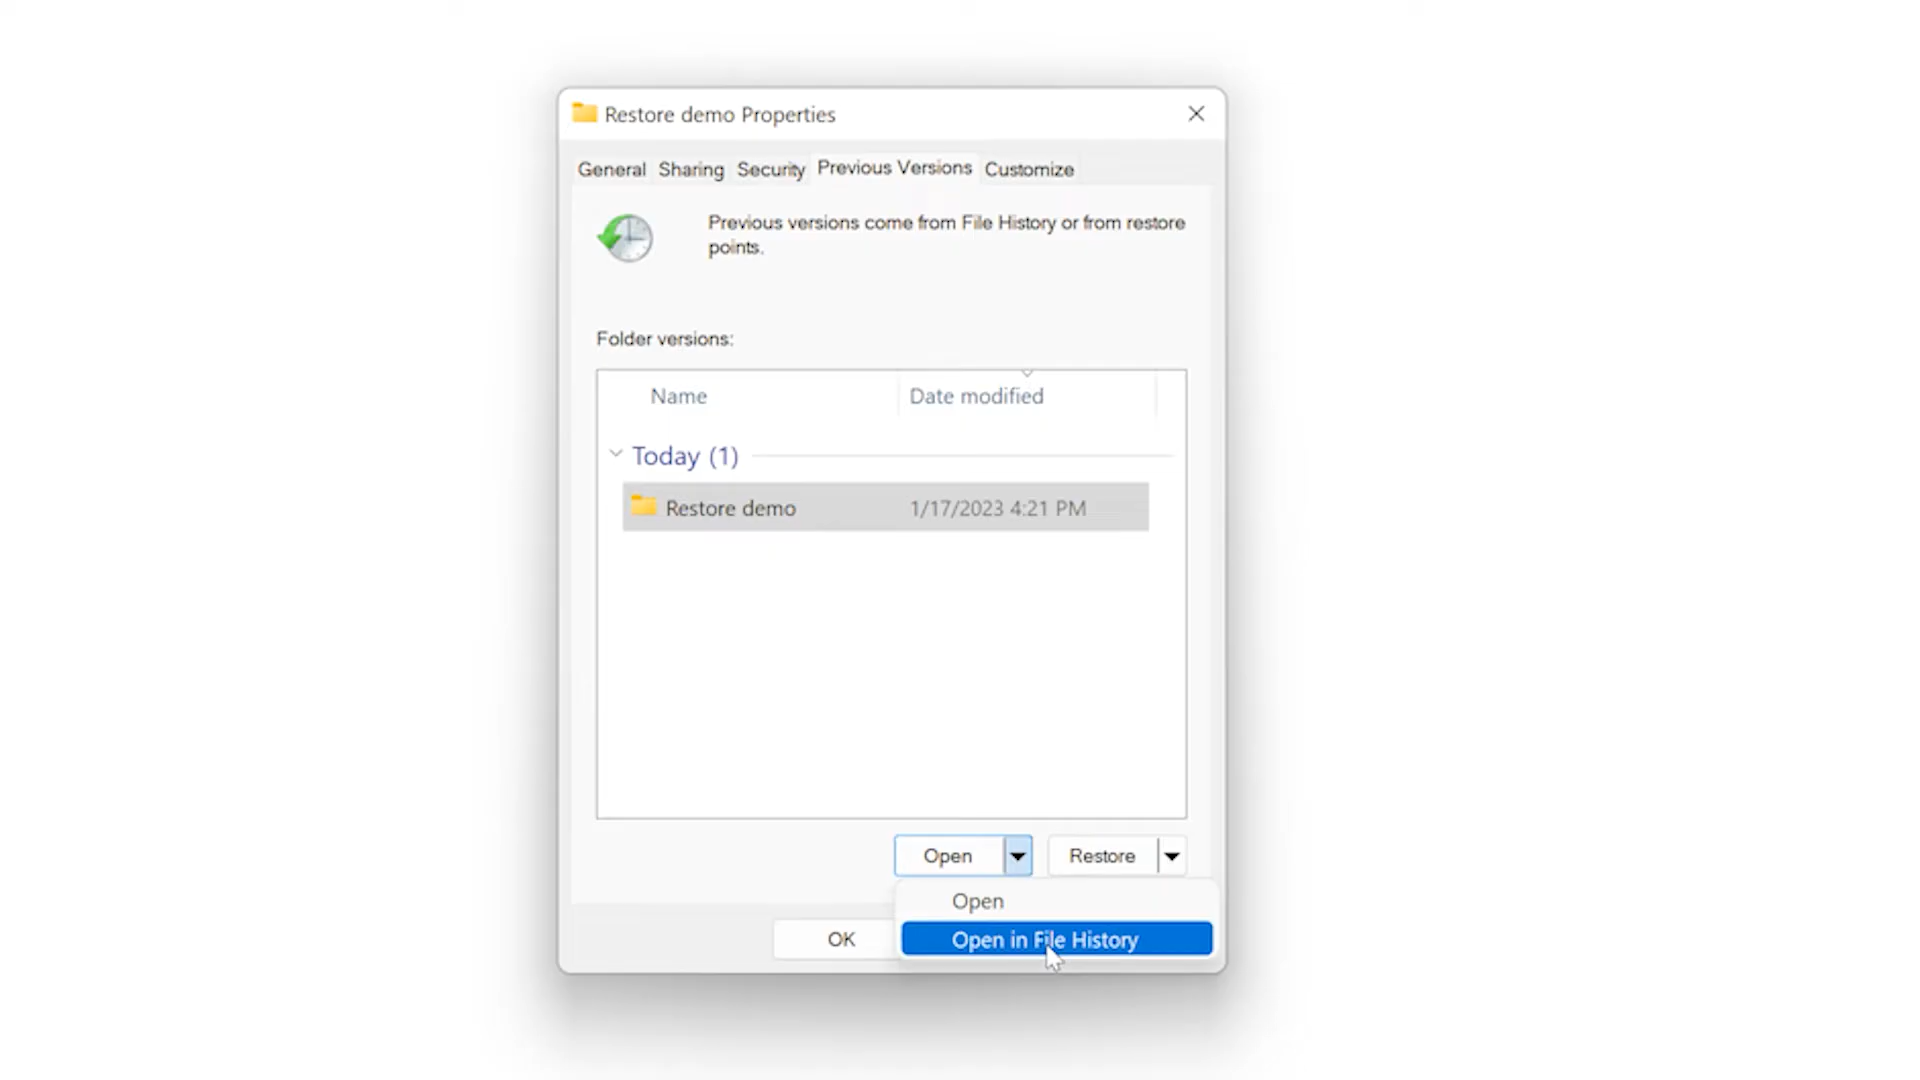 Restore demo Properties
General Sharing Security Previous Versions Customize
Previous versions come from File History or from restore
points.
Folder versions:
Name Date modified
Today (1)
Restore demo 1/17/2023 4:21 PM
Open Restore
Open
OK Open in File History